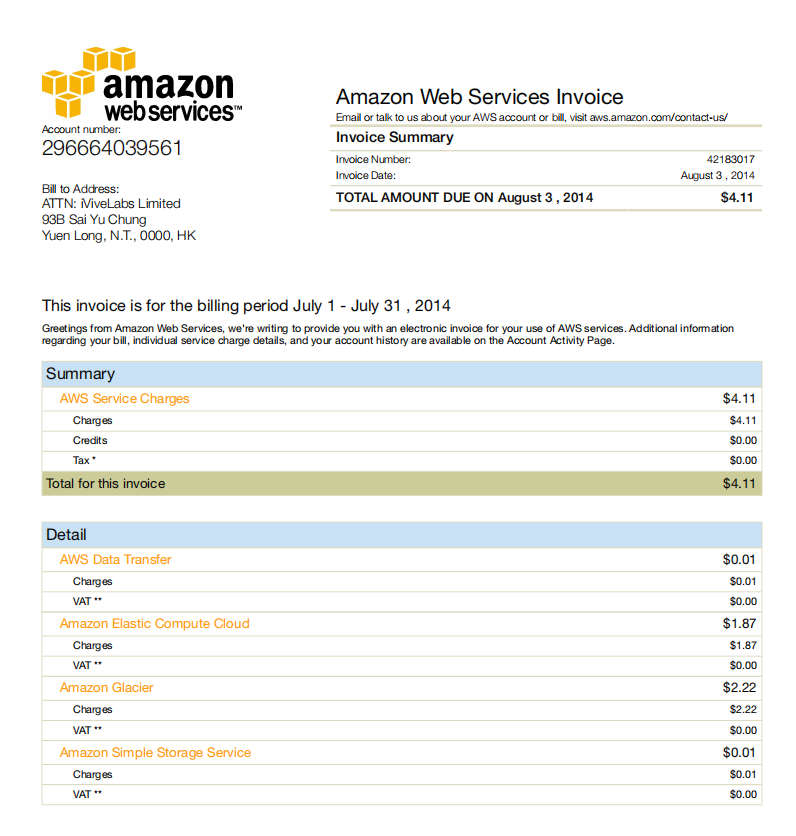 amazon
webservices™
Account number:
296664039561
Bill to Address:
ATTN: iViveLabs Limited
93B Sai Yu Chung
Yuen Long, N.T., 0000, HK
Amazon Web Services Invoice
Email or talk to us about your AWS account or bill, visit aws.amazon.com/contact-us/
Invoice Summary
Invoice Number: 42183017
Invoice Date: August 3 , 2014
TOTAL AMOUNT DUE ON August 3 , 2014 $4.11
This invoice is for the billing period July 1 - July 31 , 2014
Greetings from Amazon Web Services, we're writing to provide you with an electronic invoice for your use of AWS services. Additional information
regarding your bill, individual service charge details, and your account history are available on the Account Activity Page.
Summary
AWS Service Charges $4.11
Charges $4.11
Credits $0.00
Tax * $0.00
Total for this invoice $4.11
Detail
AWS Data Transfer $0.01
Charges $0.01
VAT ** $0.00
Amazon Elastic Compute Cloud $1.87
Charges $1.87
VAT ** $0.00
Amazon Glacier $2.22
Charges $2.22
VAT ** $0.00
Amazon Simple Storage Service $0.01
Charges $0.01
VAT ** $0.00